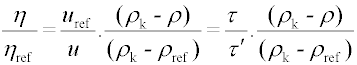 η/η_ref = u_ref/u · (ρ_k − ρ)/(ρ_k − ρ_ref) = τ/τ′ · (ρ_k − ρ)/(ρ_k − ρ_ref)